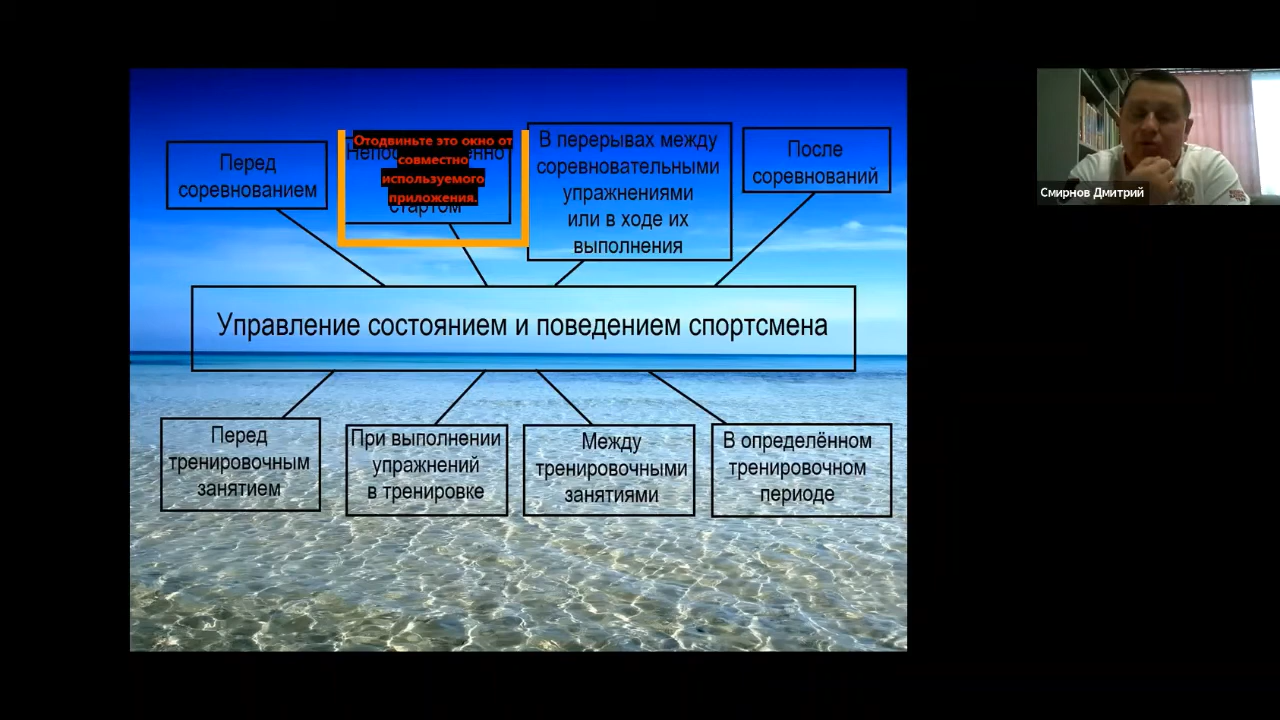 Перед
соревнованием
Отодвиньте это окно от
совместно
используемого
приложения.
стартом
В перерывах между
соревновательными
упражнениями
или в ходе их
выполнения
После
соревнований
Смирнов Дмитрий
Управление состоянием и поведением спортсмена
Перед
тренировочным
занятием
При выполнении
упражнений
в тренировке
Между
тренировочными
занятиями
В определённом
тренировочном
периоде